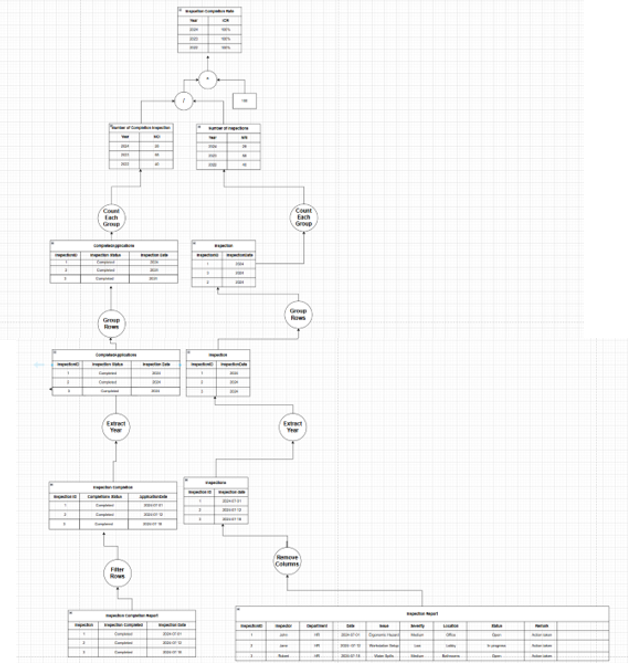 Inspection Completion Rate
Year ICR
2024 100%
2023 100%
2022 100%
*
/
100
Number of Completion Inspection
Year NCI
2024
2023
2022
Number of Inspections
Year
2024
2023
2022
Count Each Group
Count Each Group
CompletedApplications
InspectionID Inspection Status Inspection Date
1 Completed 2024
2 Completed 2024
3 Completed 2024
Inspection
InspectionID InspectionDate
1 2024
3 2024
2 2024
Group Rows
Group Rows
CompletedApplications
InspectionID Inspection Status Inspection Date
1 Completed 2024
2 Completed 2024
3 Completed 2024
Inspection
InspectionID InspectionDate
1 2024
2 2024
3 2024
Extract Year
Extract Year
Inspection Completion
Inspection ID Completions Status ApplicationDate
1 Completed 2024-07-01
2 Completed 2024-07-12
3 Completed 2024-07-18
Inspections
Inspection ID Inspection date
1 2024-07-01
2 2024-07-12
3 2024-07-18
Filter Rows
Remove Columns
Inspection Completion Report
Inspection Inspection Completed Inspection Date
1 Completed 2024-07-01
2 Completed 2024-07-12
3 Completed 2024-07-18
Inspection Report
InspectionID Inspector Department Date Issue Severity Location Status Remark
1 John HR 2024-07-01 Ergonomic Hazard Medium Office Open Action taken
2 Jane HR 2024-07-12 Workstation Setup Low Lobby In progress Action taken
3 Robert HR 2024-07-18 Water Spills Medium Bathrooms Open Action taken